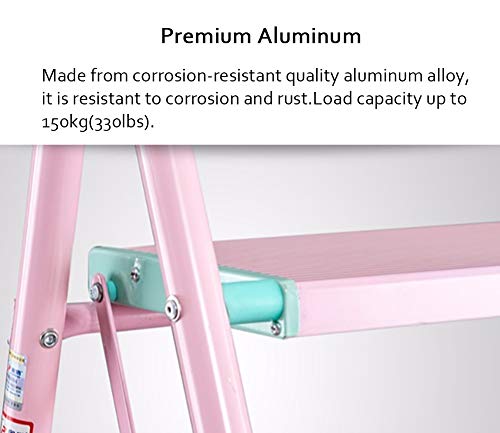 Premium Aluminum
Made from corrosion-resistant quality aluminum alloy,
it is resistant to corrosion and rust.Load capacity up to
150kg(330lbs).